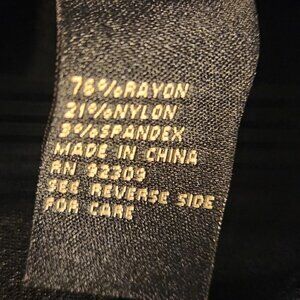 76%RAYON
21%NYLON
3%SPANDEX
MADE IN CHINA
RN 92309
SEE REVERSE SIDE
FOR CARE